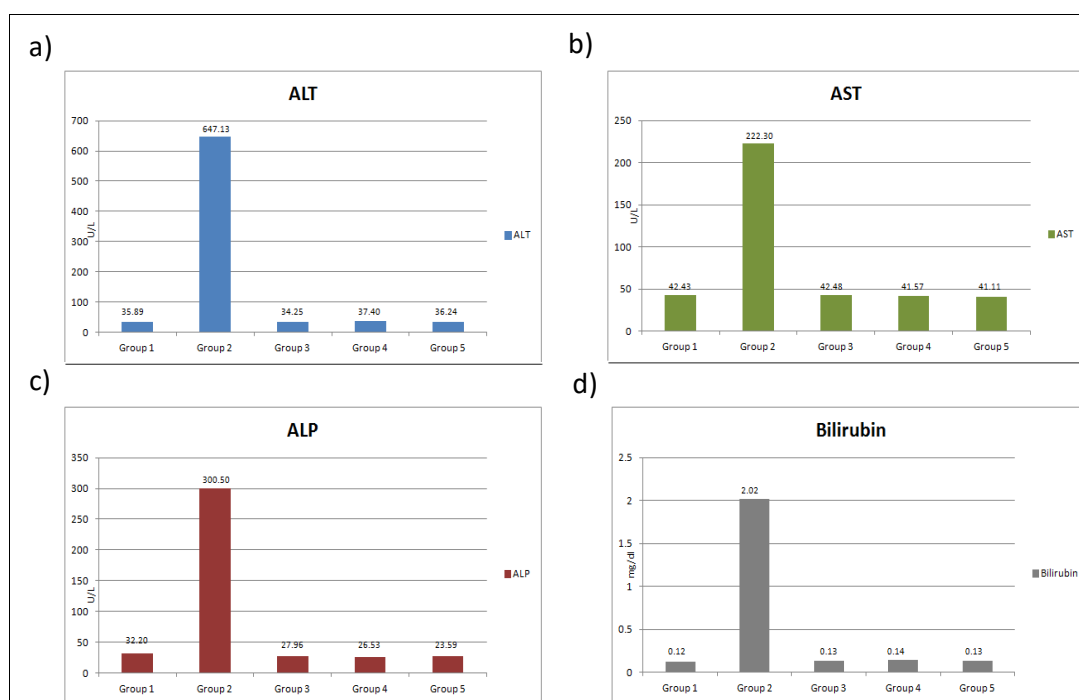 a)
ALT
700
600
500
400
300
200
100
0
U/L
35.89
647.13
34.25
37.40
36.24
Group 1
Group 2
Group 3
Group 4
Group 5
ALT
b)
AST
250
200
150
100
50
0
U/L
42.43
222.30
42.48
41.57
41.11
Group 1
Group 2
Group 3
Group 4
Group 5
AST
c)
ALP
350
300
250
200
150
100
50
0
U/L
32.20
300.50
27.96
26.53
23.59
Group 1
Group 2
Group 3
Group 4
Group 5
ALP
d)
Bilirubin
2.5
2
1.5
1
0.5
0
mg/dl
0.12
2.02
0.13
0.14
0.13
Group 1
Group 2
Group 3
Group 4
Group 5
Bilirubin